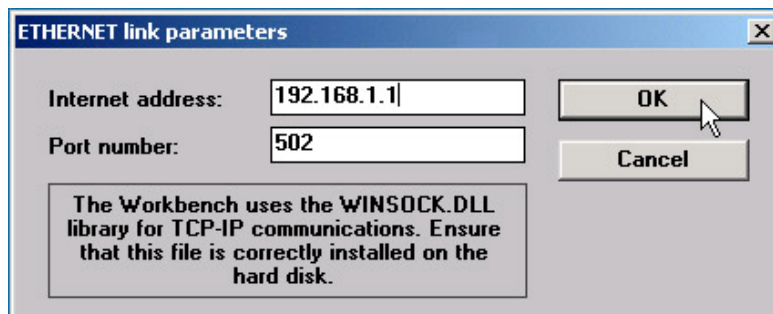 ETHERNET link parameters
Internet address:
192.168.1.1
OK
Port number:
502
Cancel
The Workbench uses the WINSOCK.DLL
library for TCP-IP communications. Ensure
that this file is correctly installed on the
hard disk.